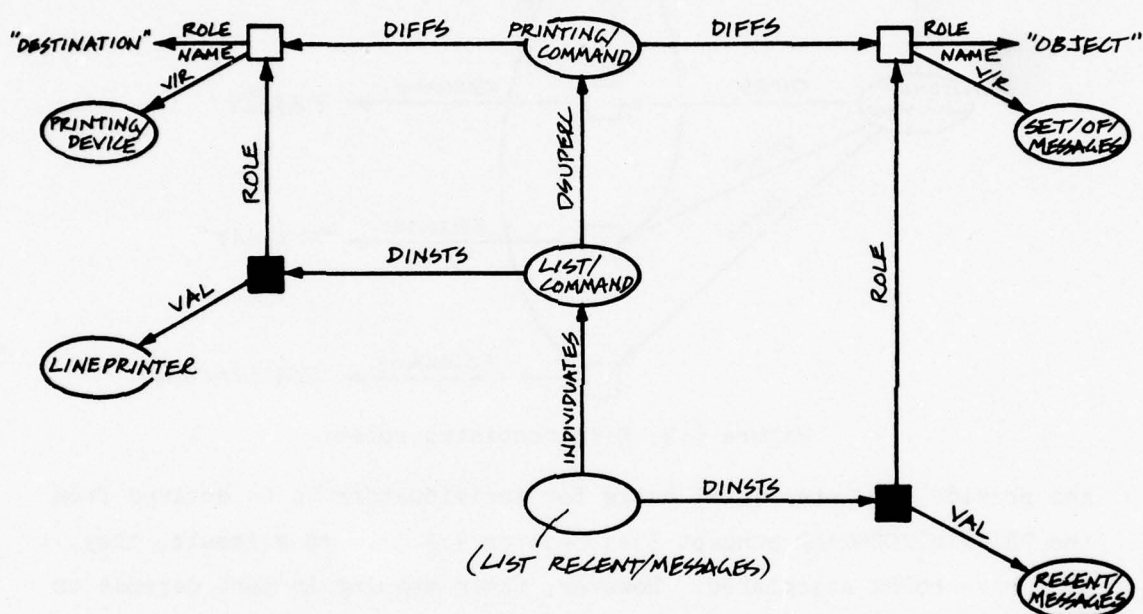 "DESTINATION"
ROLE
NAME
DIFFS
PRINTING/
COMMAND
DIFFS
ROLE
NAME
"OBJECT"
V/R
PRINTING/
DEVICE
V/R
SET/OF/
MESSAGES
ROLE
DSUPERC
ROLE
DINSTS
LIST/
COMMAND
VAL
LINEPRINTER
INDIVIDUATES
DINSTS
(LIST RECENT/MESSAGES)
VAL
RECENT/
MESSAGES